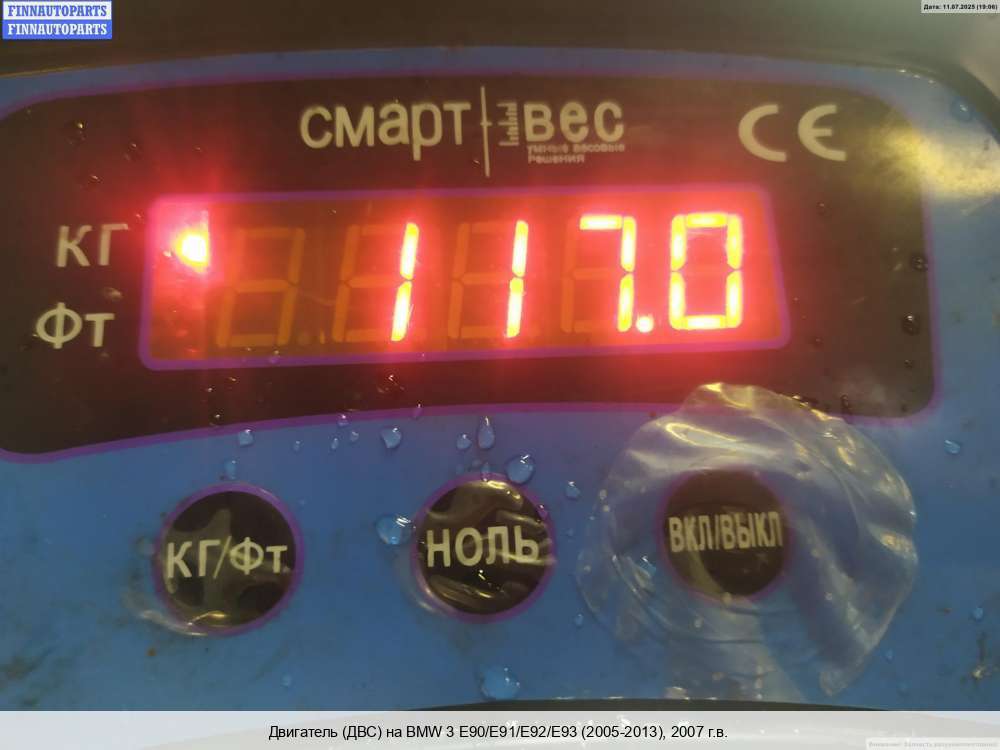 FINNAUTOPARTS
FINNAUTOPARTS
Дата: 11.07.2025 (19:06)
смарт вес
умные весовые
решения
CE
КГ
ФТ
117.0
КГ/ФТ
НОЛЬ
ВКЛ/ВЫКЛ
Двигатель (ДВС) на BMW 3 E90/E91/E92/E93 (2005-2013), 2007 г.в.